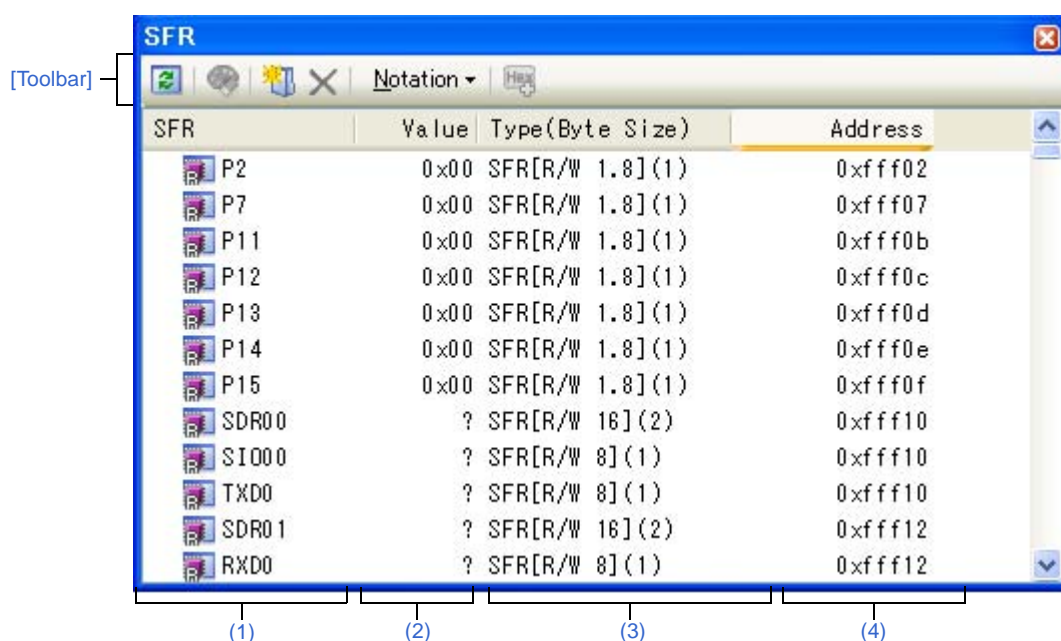 SFR
[Toolbar]
Notation
Hex
SFR Value Type(Byte Size) Address
P2 0x00 SFR[R/W 1.8](1) 0xfff02
P7 0x00 SFR[R/W 1.8](1) 0xfff07
P11 0x00 SFR[R/W 1.8](1) 0xfff0b
P12 0x00 SFR[R/W 1.8](1) 0xfff0c
P13 0x00 SFR[R/W 1.8](1) 0xfff0d
P14 0x00 SFR[R/W 1.8](1) 0xfff0e
P15 0x00 SFR[R/W 1.8](1) 0xfff0f
SDR00 ? SFR[R/W 16](2) 0xfff10
SIO00 ? SFR[R/W 8](1) 0xfff10
TXD0 ? SFR[R/W 8](1) 0xfff10
SDR01 ? SFR[R/W 16](2) 0xfff12
RXD0 ? SFR[R/W 8](1) 0xfff12
(1) (2) (3) (4)